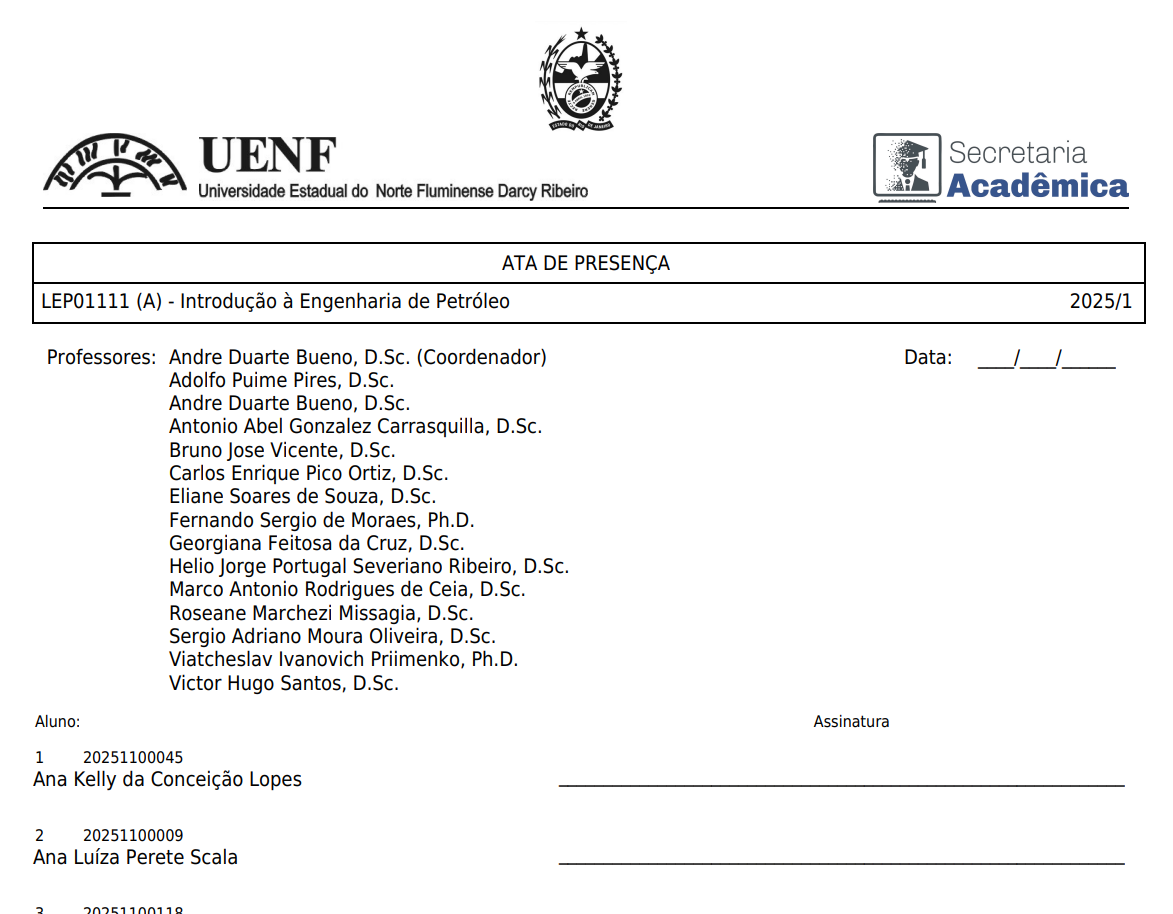 ESTADO DO RIO DE JANEIRO
UENF
Universidade Estadual do Norte Fluminense Darcy Ribeiro
Secretaria
Acadêmica
ATA DE PRESENÇA
LEP01111 (A) - Introdução à Engenharia de Petróleo 2025/1
Professores: Andre Duarte Bueno, D.Sc. (Coordenador) Data: ____/____/______
Adolfo Puime Pires, D.Sc.
Andre Duarte Bueno, D.Sc.
Antonio Abel Gonzalez Carrasquilla, D.Sc.
Bruno Jose Vicente, D.Sc.
Carlos Enrique Pico Ortiz, D.Sc.
Eliane Soares de Souza, D.Sc.
Fernando Sergio de Moraes, Ph.D.
Georgiana Feitosa da Cruz, D.Sc.
Helio Jorge Portugal Severiano Ribeiro, D.Sc.
Marco Antonio Rodrigues de Ceia, D.Sc.
Roseane Marchezi Missagia, D.Sc.
Sergio Adriano Moura Oliveira, D.Sc.
Viatcheslav Ivanovich Priimenko, Ph.D.
Victor Hugo Santos, D.Sc.
Aluno: Assinatura
1 20251100045
Ana Kelly da Conceição Lopes
2 20251100009
Ana Luíza Perete Scala
3 20251100118